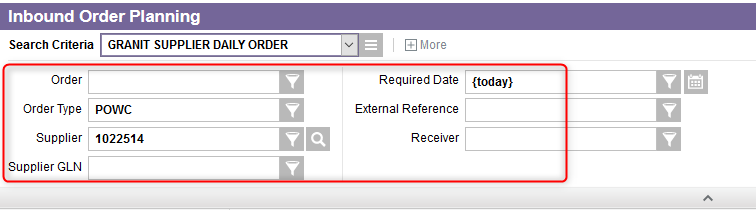 Inbound Order Planning
Search Criteria GRANIT SUPPLIER DAILY ORDER More
Order Required Date {today}
Order Type POWC External Reference
Supplier 1022514 Receiver
Supplier GLN